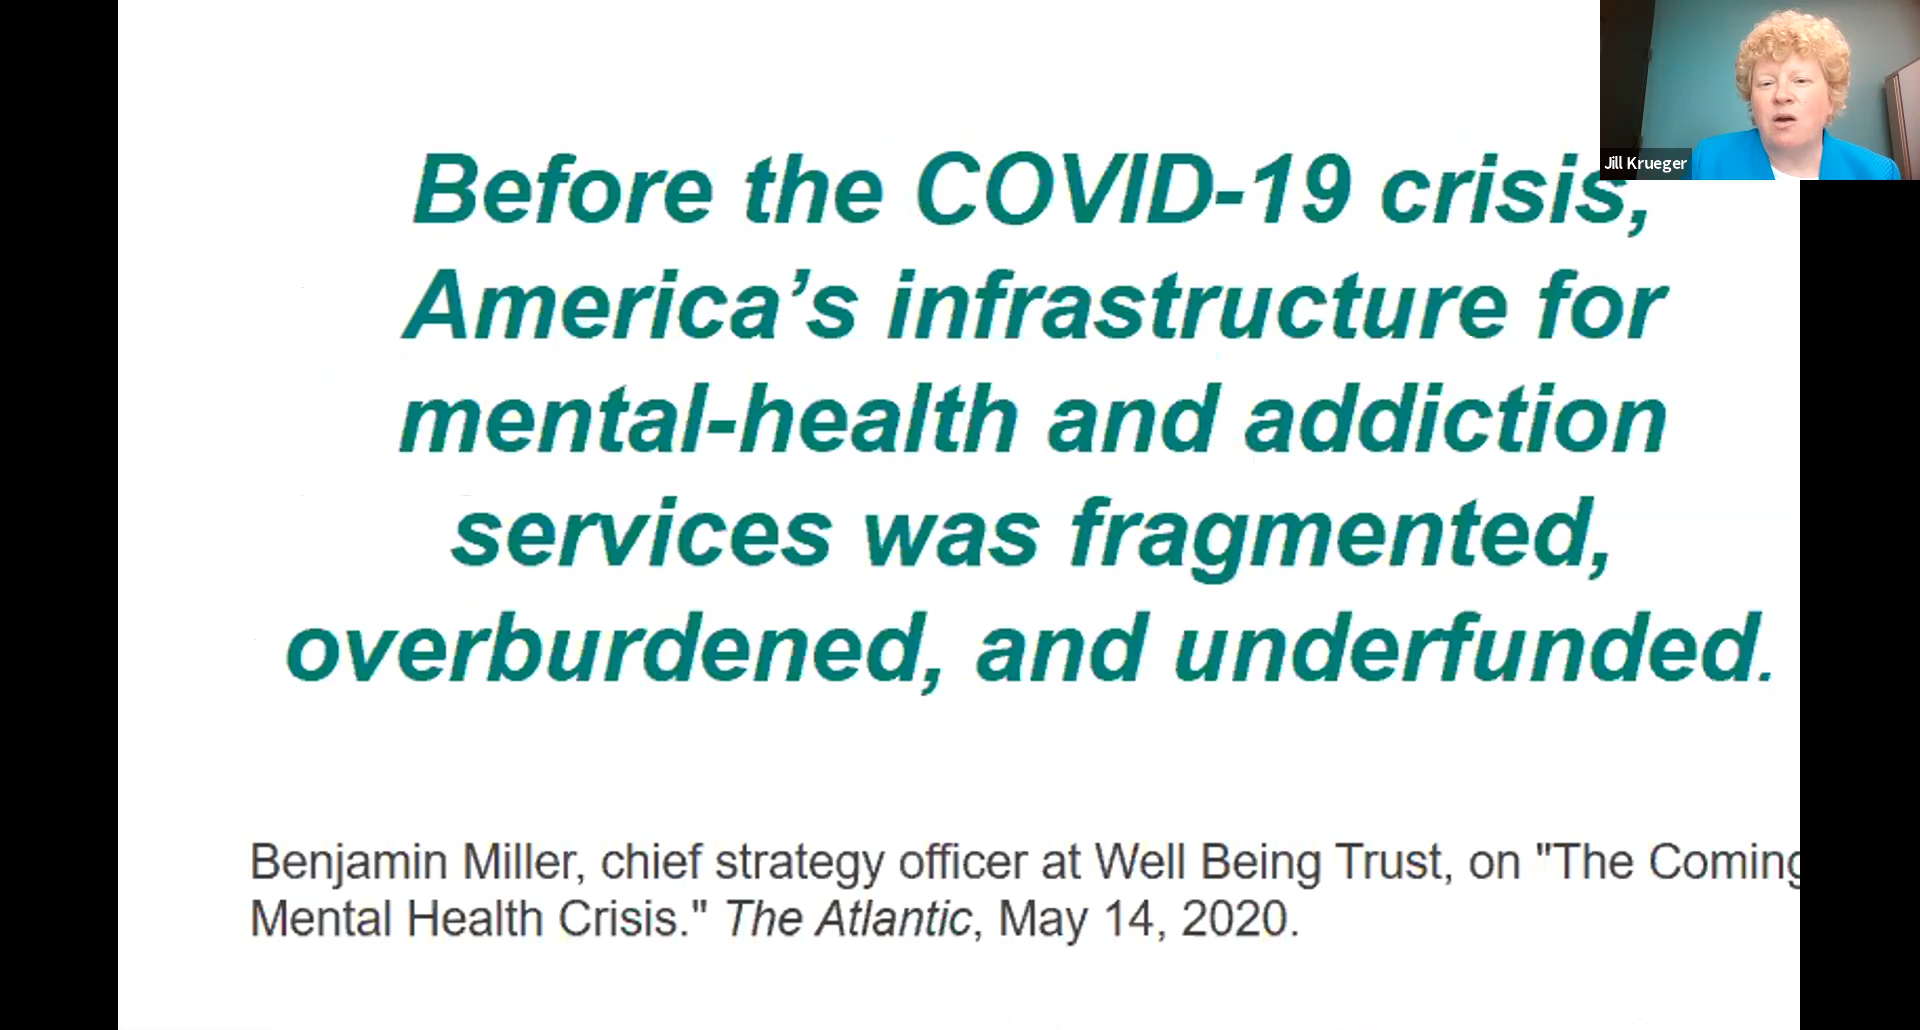 Jill Krueger
Before the COVID-19 crisis,
America’s infrastructure for
mental-health and addiction
services was fragmented,
overburdened, and underfunded.
Benjamin Miller, chief strategy officer at Well Being Trust, on "The Coming
Mental Health Crisis." The Atlantic, May 14, 2020.